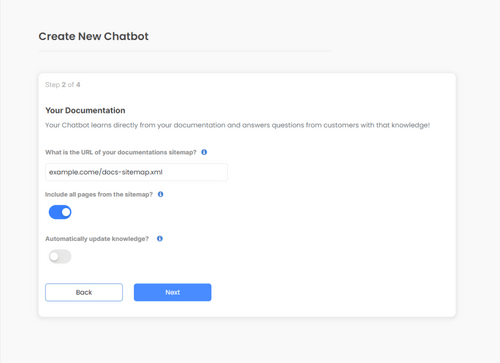 Create New Chatbot
Step 2 of 4
Your Documentation
Your Chatbot learns directly from your documentation and answers questions from customers with that knowledge!
What is the URL of your documentations sitemap?
example.come/docs-sitemap.xml
Include all pages from the sitemap?
Automatically update knowledge?
Back
Next